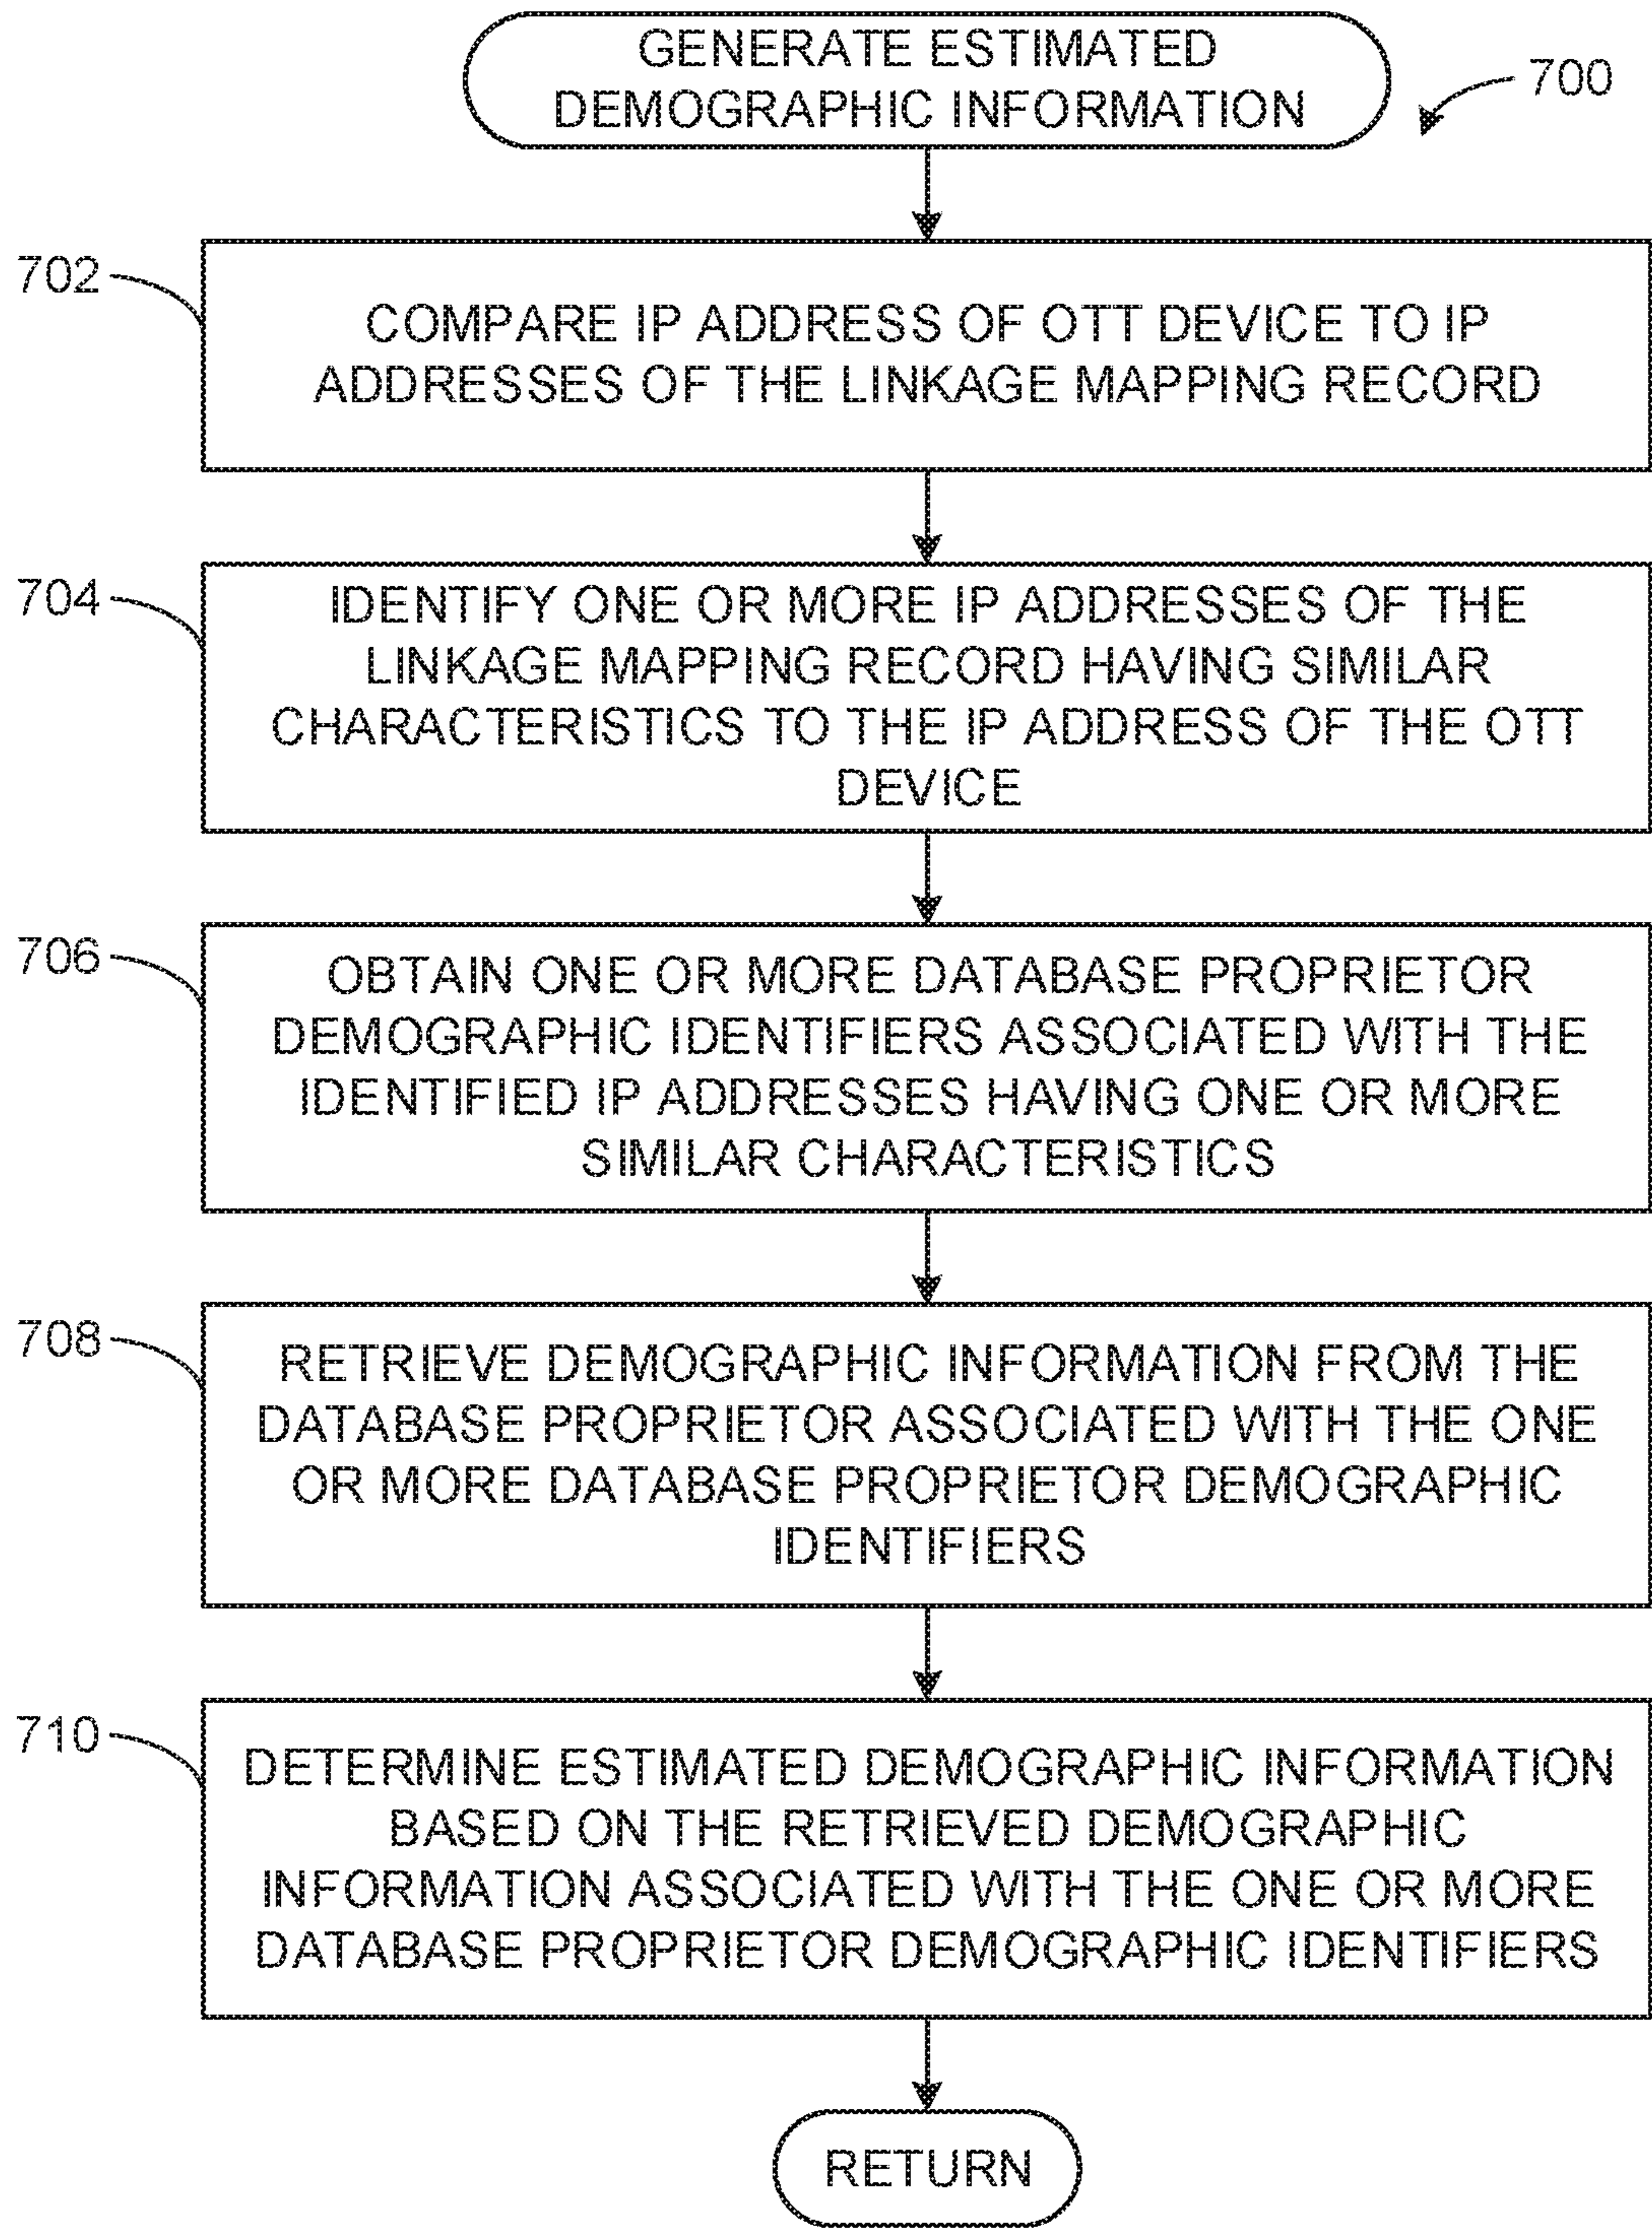 GENERATE ESTIMATED
DEMOGRAPHIC INFORMATION
700
702
COMPARE IP ADDRESS OF OTT DEVICE TO IP
ADDRESSES OF THE LINKAGE MAPPING RECORD
704
IDENTIFY ONE OR MORE IP ADDRESSES OF THE
LINKAGE MAPPING RECORD HAVING SIMILAR
CHARACTERISTICS TO THE IP ADDRESS OF THE OTT
DEVICE
706
OBTAIN ONE OR MORE DATABASE PROPRIETOR
DEMOGRAPHIC IDENTIFIERS ASSOCIATED WITH THE
IDENTIFIED IP ADDRESSES HAVING ONE OR MORE
SIMILAR CHARACTERISTICS
708
RETRIEVE DEMOGRAPHIC INFORMATION FROM THE
DATABASE PROPRIETOR ASSOCIATED WITH THE ONE
OR MORE DATABASE PROPRIETOR DEMOGRAPHIC
IDENTIFIERS
710
DETERMINE ESTIMATED DEMOGRAPHIC INFORMATION
BASED ON THE RETRIEVED DEMOGRAPHIC
INFORMATION ASSOCIATED WITH THE ONE OR MORE
DATABASE PROPRIETOR DEMOGRAPHIC IDENTIFIERS
RETURN